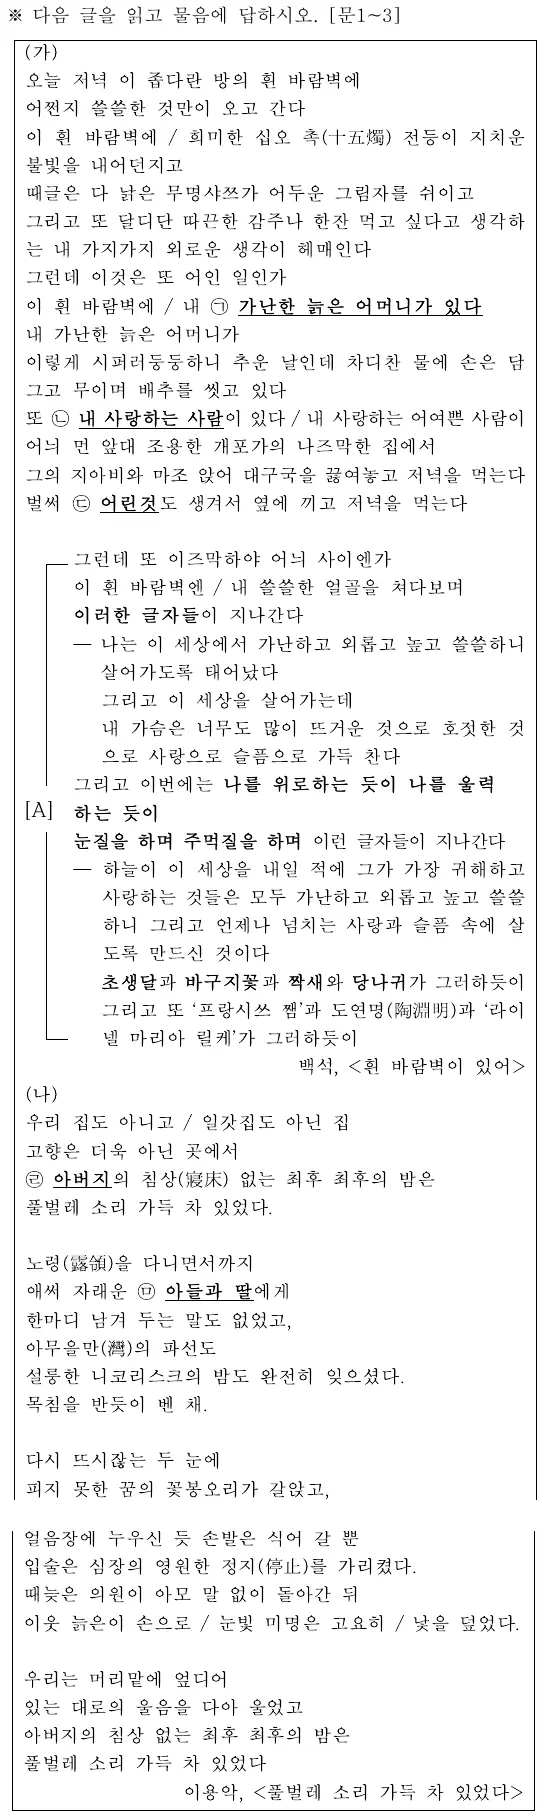 ※ 다음 글을 읽고 물음에 답하시오. [문1~3]
(가)
오늘 저녁 이 좁다란 방의 흰 바람벽에
어쩐지 쓸쓸한 것만이 오고 간다
이 흰 바람벽에 / 희미한 십오 촉(十五燭) 전등이 지치운
불빛을 내어던지고
때글은 다 낡은 무명샤쯔가 어두운 그림자를 쉬이고
그리고 또 달디단 따끈한 감주나 한잔 먹고 싶다고 생각하
는 내 가지가지 외로운 생각이 헤매인다
그런데 이것은 또 어인 일인가
이 흰 바람벽에 / 내 ㉠ 가난한 늙은 어머니가 있다
내 가난한 늙은 어머니가
이렇게 시퍼러둥둥하니 추운 날인데 차디찬 물에 손은 담
그고 무이며 배추를 씻고 있다
또 ㉡ 내 사랑하는 사람이 있다 / 내 사랑하는 어여쁜 사람이
어늬 먼 앞대 조용한 개포가의 나즈막한 집에서
그의 지아비와 마조 앉어 대구국을 끓여놓고 저녁을 먹는다
벌써 ㉢ 어린것도 생겨서 옆에 끼고 저녁을 먹는다
그런데 또 이즈막하야 어늬 사이엔가
이 흰 바람벽엔 / 내 쓸쓸한 얼골을 쳐다보며
이러한 글자들이 지나간다
— 나는 이 세상에서 가난하고 외롭고 높고 쓸쓸하니
살어가도록 태어났다
그리고 이 세상을 살어가는데
내 가슴은 너무도 많이 뜨거운 것으로 호젓한 것
으로 사랑으로 슬픔으로 가득 찬다
그리고 이번에는 나를 위로하는 듯이 나를 울력
[A] 하는 듯이
눈질을 하며 주먹질을 하며 이런 글자들이 지나간다
— 하늘이 이 세상을 내일 적에 그가 가장 귀해하고
사랑하는 것들은 모두 가난하고 외롭고 높고 쓸쓸
하니 그리고 언제나 넘치는 사랑과 슬픔 속에 살
도록 만드신 것이다
초생달과 바구지꽃과 짝새와 당나귀가 그러하듯이
그리고 또 ‘프랑시쓰 쨈’과 도연명(陶淵明)과 ‘라이
넬 마리아 릴케’가 그러하듯이
백석, <흰 바람벽이 있어>
(나)
우리 집도 아니고 / 일갓집도 아닌 집
고향은 더욱 아닌 곳에서
㉣ 아버지의 침상(寢床) 없는 최후 최후의 밤은
풀벌레 소리 가득 차 있었다.
노령(露領)을 다니면서까지
애써 자래운 ㉤ 아들과 딸에게
한마디 남겨 두는 말도 없었고,
아무을만(灣)의 파선도
설룽한 니코리스크의 밤도 완전히 잊으셨다.
목침을 반듯이 벤 채.
다시 뜨시잖는 두 눈에
피지 못한 꿈의 꽃봉오리가 갈앉고,
얼음장에 누우신 듯 손발은 식어 갈 뿐
입술은 심장의 영원한 정지(停止)를 가리켰다.
때늦은 의원이 아모 말 없이 돌아간 뒤
이웃 늙은이 손으로 / 눈빛 미명은 고요히 / 낯을 덮었다.
우리는 머리맡에 엎디어
있는 대로의 울음을 다아 울었고
아버지의 침상 없는 최후 최후의 밤은
풀벌레 소리 가득 차 있었다
이용악, <풀벌레 소리 가득 차 있었다>